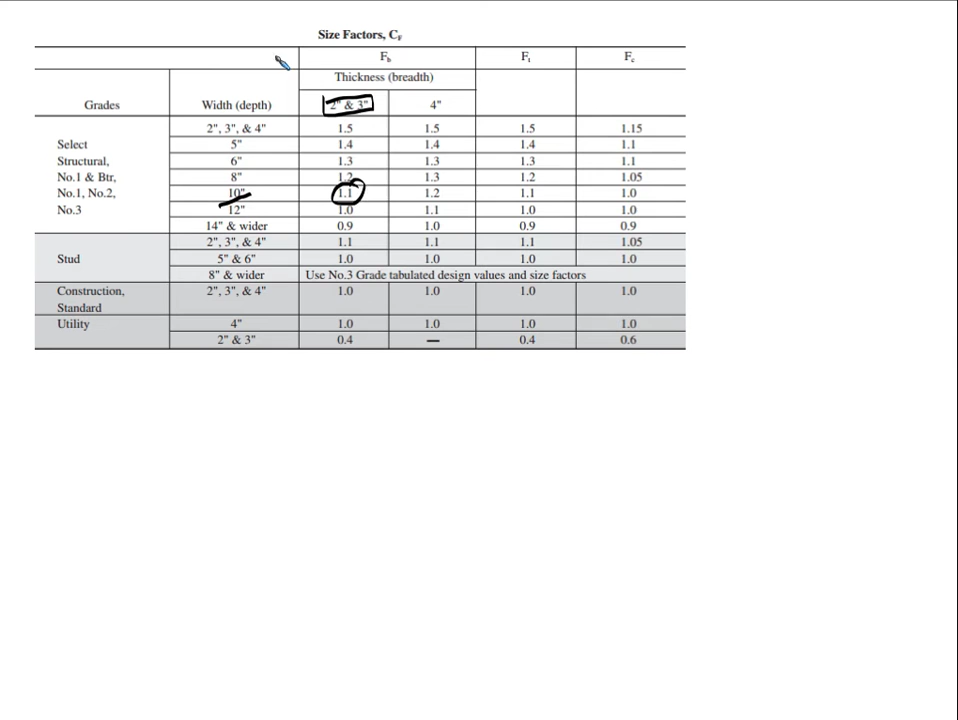 Size Factors, CF
Fb Ft Fc
Thickness (breadth)
Grades Width (depth) 2" & 3" 4"
2", 3", & 4" 1.5 1.5 1.5 1.15
Select 5" 1.4 1.4 1.4 1.1
Structural, 6" 1.3 1.3 1.3 1.1
No.1 & Btr, 8" 1.2 1.3 1.2 1.05
No.1, No.2, 10" 1.1 1.2 1.1 1.0
No.3 12" 1.0 1.1 1.0 1.0
14" & wider 0.9 1.0 0.9 0.9
2", 3", & 4" 1.1 1.1 1.1 1.05
Stud 5" & 6" 1.0 1.0 1.0 1.0
8" & wider Use No.3 Grade tabulated design values and size factors
Construction, 2", 3", & 4" 1.0 1.0 1.0 1.0
Standard
Utility 4" 1.0 1.0 1.0 1.0
2" & 3" 0.4 — 0.4 0.6